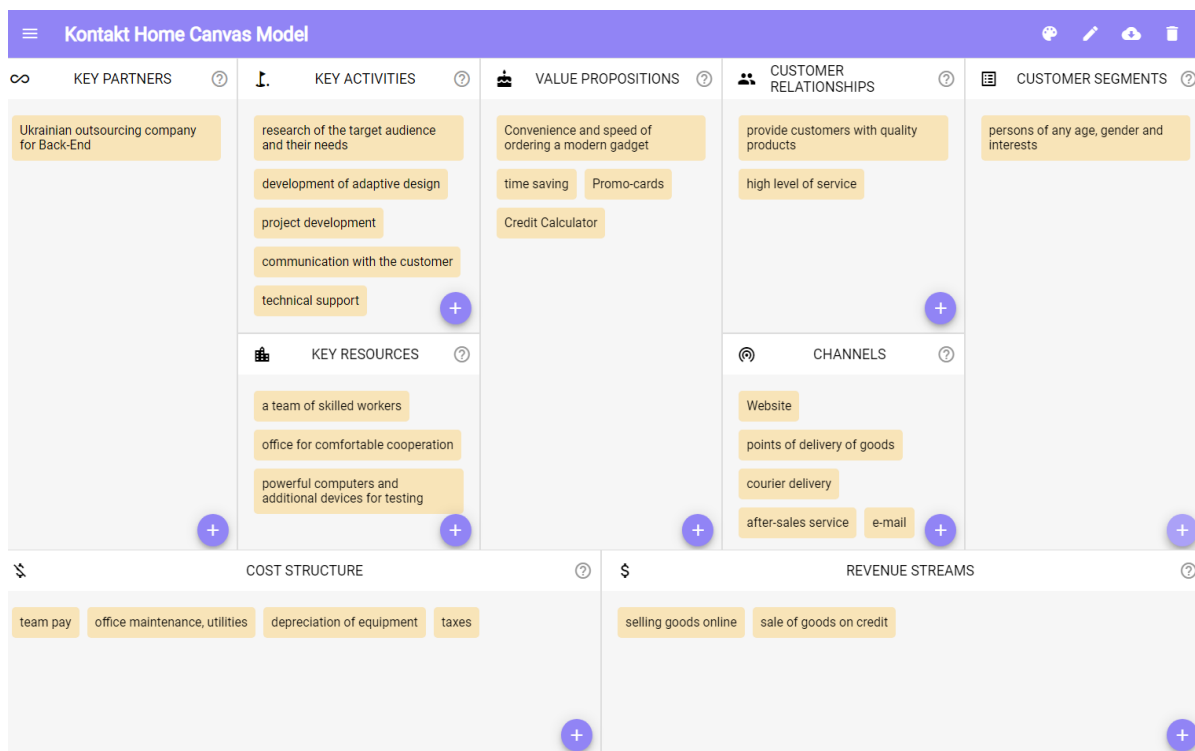 Kontakt Home Canvas Model
KEY PARTNERS
Ukrainian outsourcing company
for Back-End
KEY ACTIVITIES
research of the target audience
and their needs
development of adaptive design
project development
communication with the customer
technical support
KEY RESOURCES
a team of skilled workers
office for comfortable cooperation
powerful computers and
additional devices for testing
VALUE PROPOSITIONS
Convenience and speed of
ordering a modern gadget
time saving
Promo-cards
Credit Calculator
CUSTOMER
RELATIONSHIPS
provide customers with quality
products
high level of service
CHANNELS
Website
points of delivery of goods
courier delivery
after-sales service
e-mail
CUSTOMER SEGMENTS
persons of any age, gender and
interests
COST STRUCTURE
team pay
office maintenance, utilities
depreciation of equipment
taxes
REVENUE STREAMS
selling goods online
sale of goods on credit